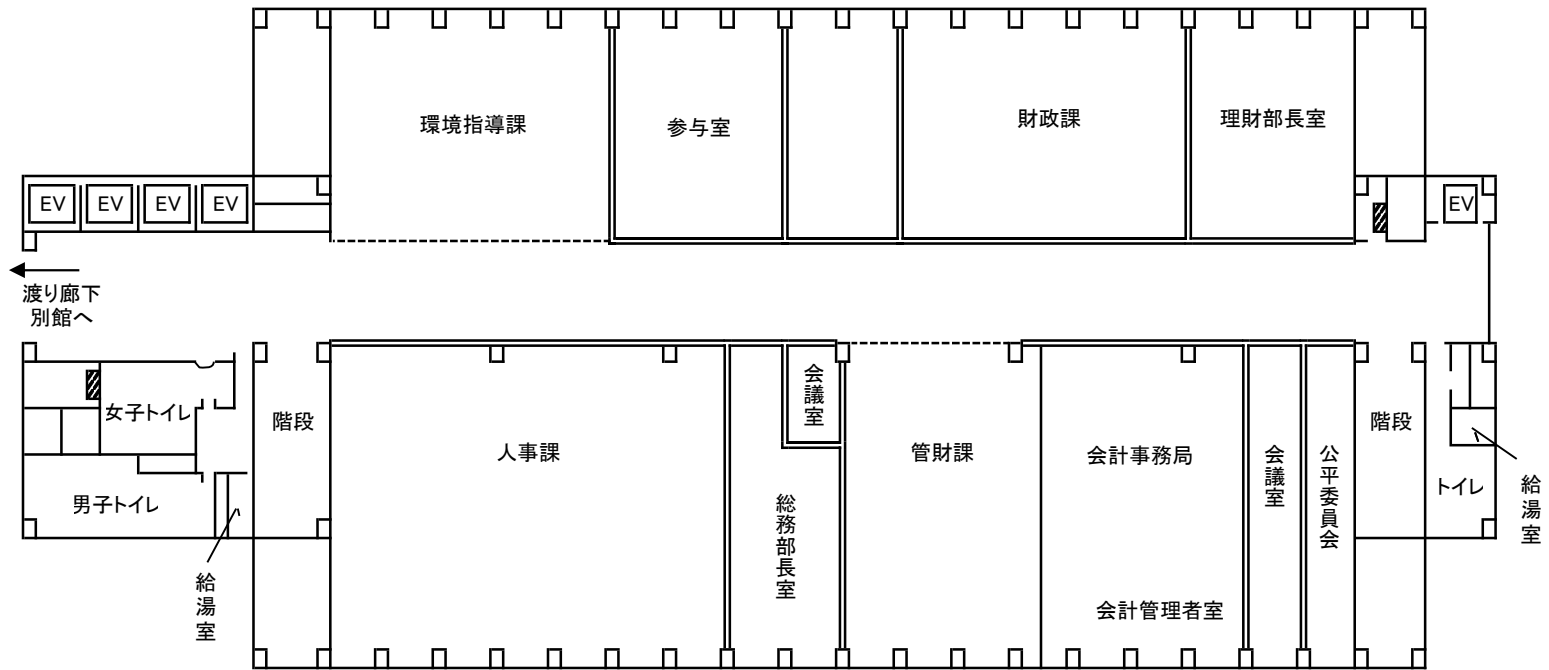 環境指導課
参与室
財政課
理財部長室
EV
EV
EV
EV
EV
渡り廊下
別館へ
会議室
女子トイレ
階段
人事課
管財課
会計事務局
会議室
公平委員会
階段
男子トイレ
総務部長室
トイレ
給湯室
給湯室
会計管理者室